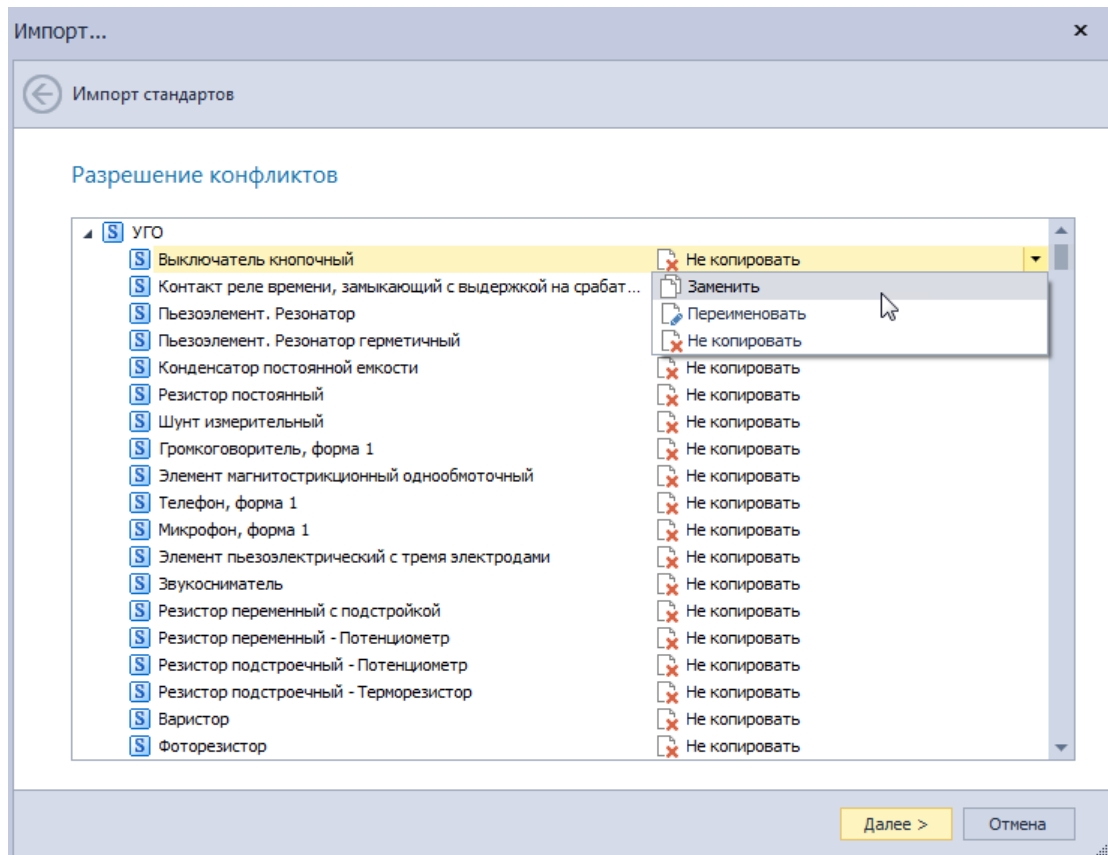 Импорт...
Импорт стандартов
Разрешение конфликтов
S УГО
S Выключатель кнопочный Не копировать
S Контакт реле времени, замыкающий с выдержкой на срабат... Заменить
S Пьезоэлемент. Резонатор Переименовать
S Пьезоэлемент. Резонатор герметичный Не копировать
S Конденсатор постоянной емкости Не копировать
S Резистор постоянный Не копировать
S Шунт измерительный Не копировать
S Громкоговоритель, форма 1 Не копировать
S Элемент магнитострикционный однообмоточный Не копировать
S Телефон, форма 1 Не копировать
S Микрофон, форма 1 Не копировать
S Элемент пьезоэлектрический с тремя электродами Не копировать
S Звукосниматель Не копировать
S Резистор переменный с подстройкой Не копировать
S Резистор переменный - Потенциометр Не копировать
S Резистор подстроечный - Потенциометр Не копировать
S Резистор подстроечный - Терморезистор Не копировать
S Варистор Не копировать
S Фоторезистор Не копировать
Далее > Отмена